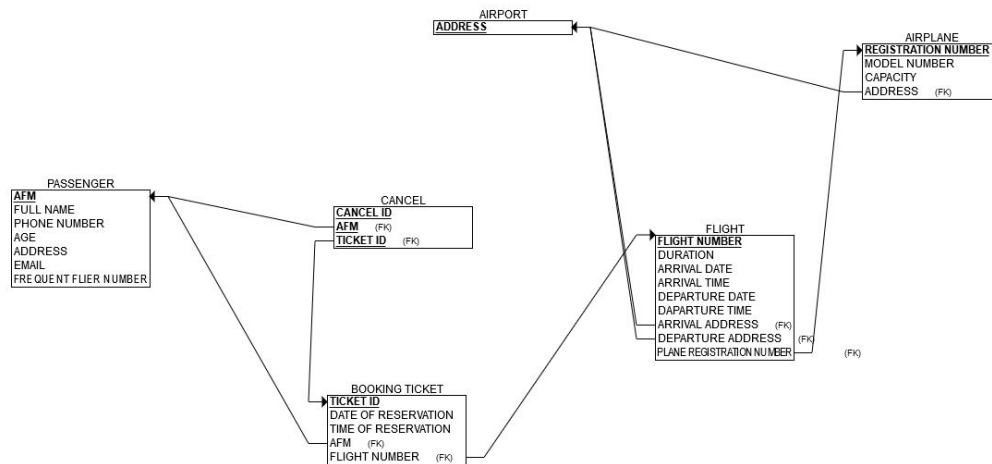 AIRPORT
ADDRESS
AIRPLANE
REGISTRATION NUMBER
MODEL NUMBER
CAPACITY
ADDRESS (FK)
PASSENGER
AFM
FULL NAME
PHONE NUMBER
AGE
ADDRESS
EMAIL
FREQUENT FLIER NUMBER
CANCEL
CANCEL ID
AFM (FK)
TICKET ID (FK)
FLIGHT
FLIGHT NUMBER
DURATION
ARRIVAL DATE
ARRIVAL TIME
DEPARTURE DATE
DAPARTURE TIME
ARRIVAL ADDRESS (FK)
DEPARTURE ADDRESS (FK)
PLANE REGISTRATION NUMBER (FK)
BOOKING TICKET
TICKET ID
DATE OF RESERVATION
TIME OF RESERVATION
AFM (FK)
FLIGHT NUMBER (FK)